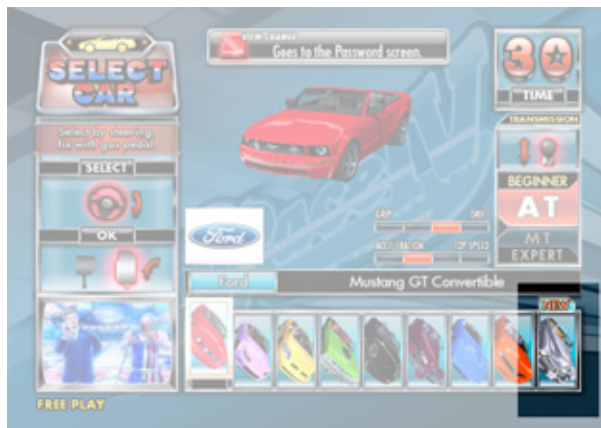 VIEW CHANGE
Goes to the Password screen.
SELECT
CAR
30
TIME
Select by steering,
fix with gas pedal.
TRANSMISSION
SELECT
BEGINNER
AT
MT
EXPERT
OK
Ford
GRIP DRIFT
ACCELERATION TOP SPEED
Ford Mustang GT Convertible
NEW
FREE PLAY